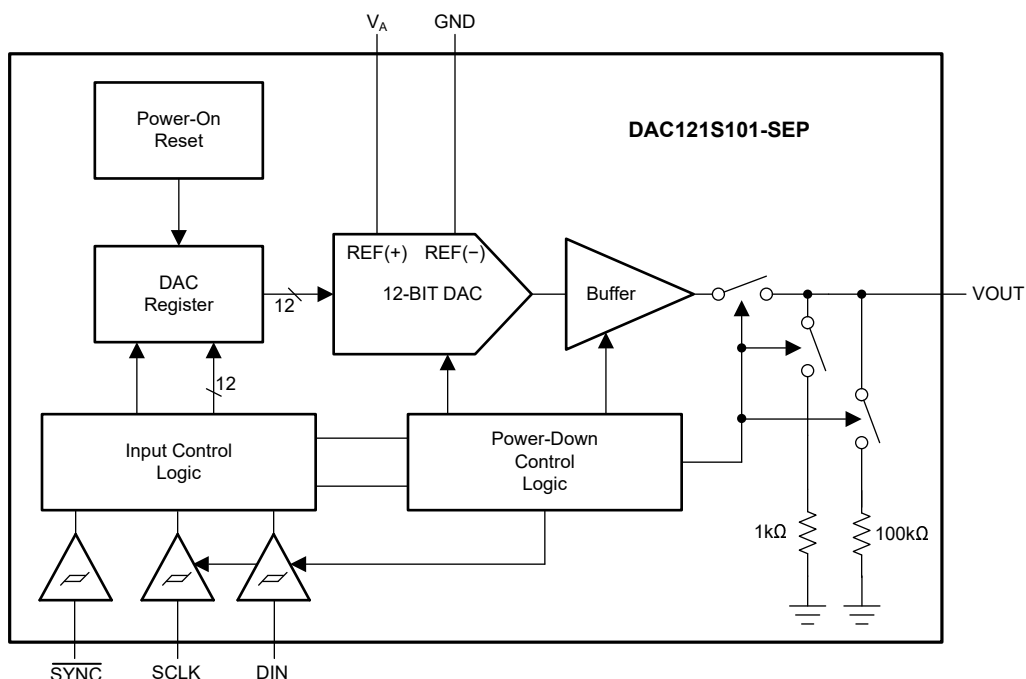 V_A
GND
Power-On
Reset
DAC121S101-SEP
REF(+) REF(−)
DAC
Register
12
12-BIT DAC
Buffer
VOUT
12
Input Control
Logic
Power-Down
Control
Logic
1kΩ
100kΩ
SYNC
SCLK
DIN